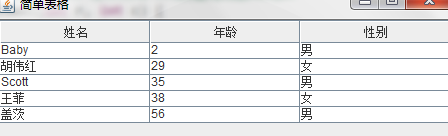 简单表格
姓名 年龄 性别
Baby 2 男
胡伟红 29 女
Scott 35 男
王菲 38 女
盖茨 56 男